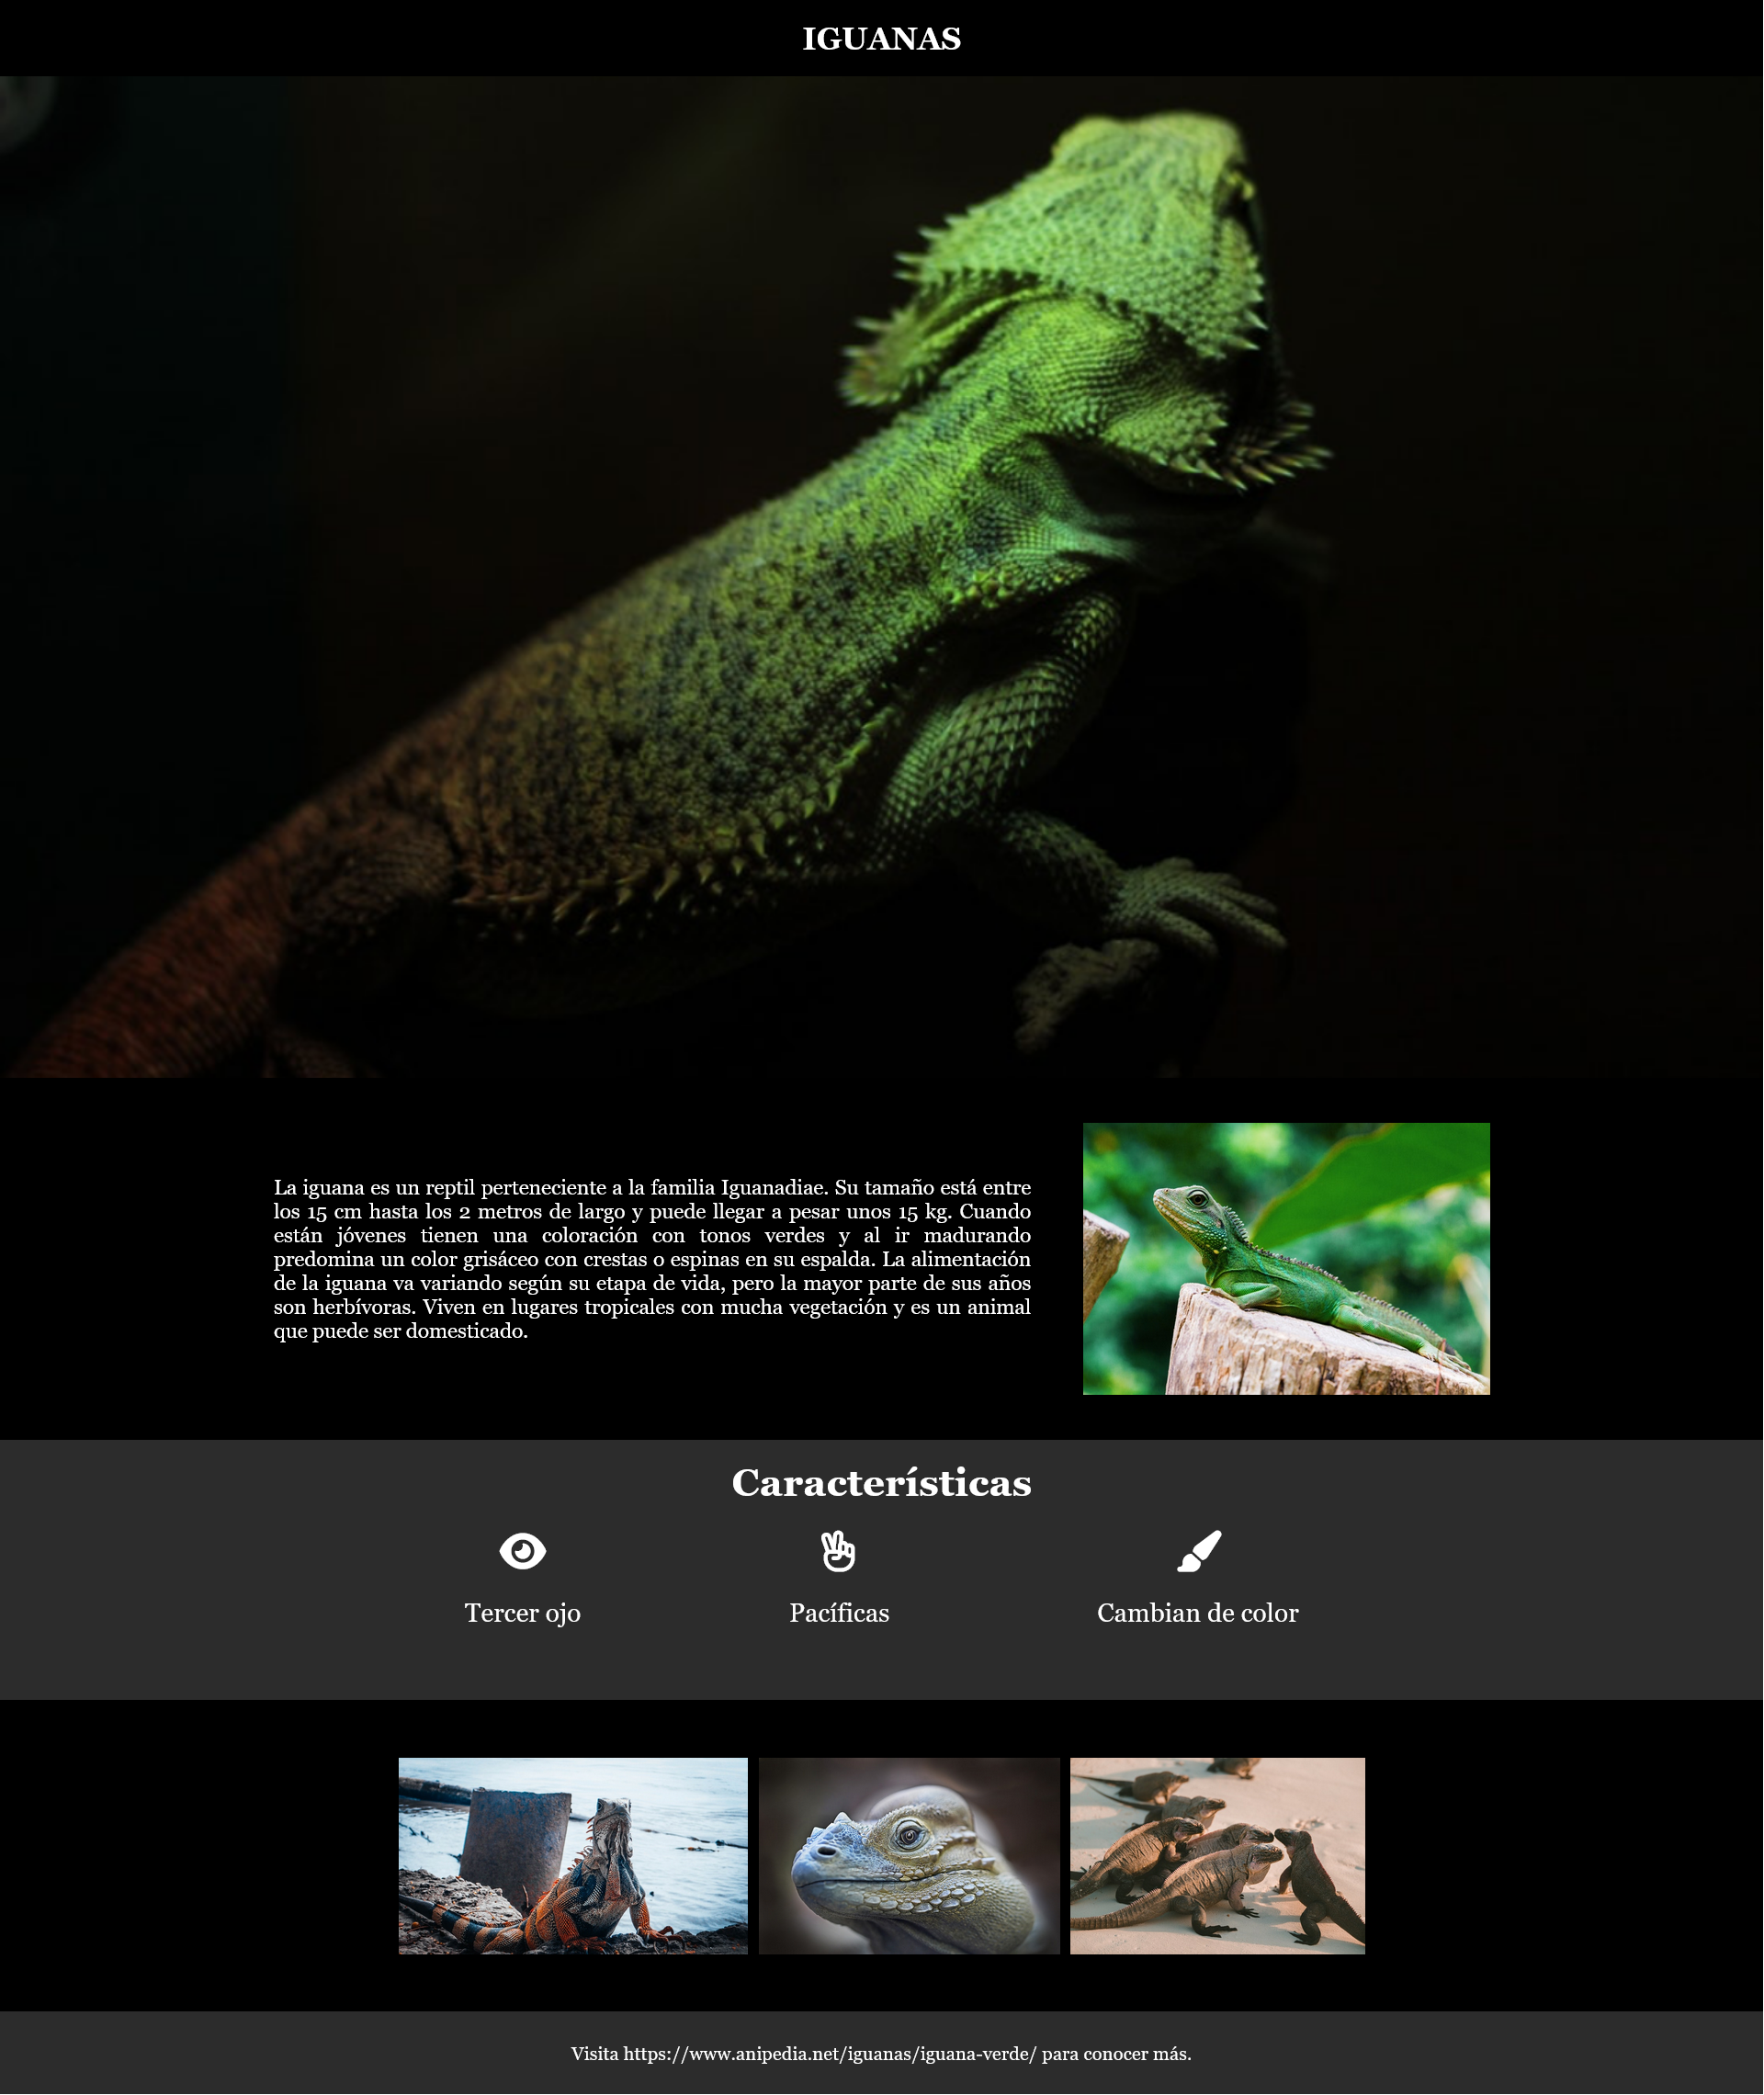 IGUANAS
La iguana es un reptil perteneciente a la familia Iguanadiae. Su tamaño está entre
los 15 cm hasta los 2 metros de largo y puede llegar a pesar unos 15 kg. Cuando
están jóvenes tienen una coloración con tonos verdes y al ir madurando
predomina un color grisáceo con crestas o espinas en su espalda. La alimentación
de la iguana va variando según su etapa de vida, pero la mayor parte de sus años
son herbívoras. Viven en lugares tropicales con mucha vegetación y es un animal
que puede ser domesticado.
Características
Tercer ojo
Pacíficas
Cambian de color
Visita https://www.anipedia.net/iguanas/iguana-verde/ para conocer más.